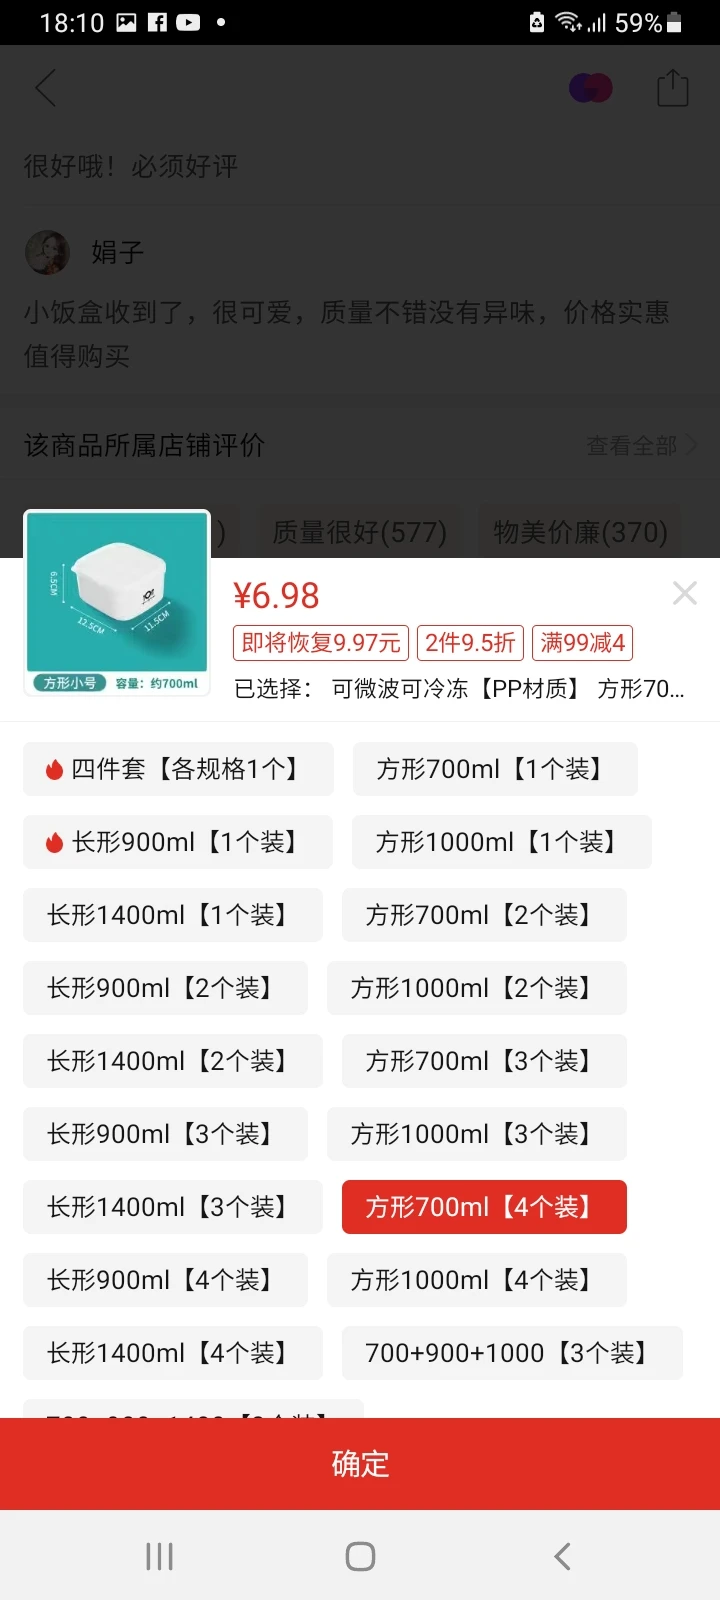 18:10 59%
很好哦！必须好评
娟子
小饭盒收到了，很可爱，质量不错没有异味，价格实惠
值得购买
该商品所属店铺评价 查看全部
) 质量很好(577) 物美价廉(370)
6.5CM
12.5CM
11.5CM
方形小号 容量：约700ml
¥6.98
即将恢复9.97元 2件9.5折 满99减4
已选择： 可微波可冷冻【PP材质】 方形70...
四件套【各规格1个】 方形700ml【1个装】
长形900ml【1个装】 方形1000ml【1个装】
长形1400ml【1个装】 方形700ml【2个装】
长形900ml【2个装】 方形1000ml【2个装】
长形1400ml【2个装】 方形700ml【3个装】
长形900ml【3个装】 方形1000ml【3个装】
长形1400ml【3个装】 方形700ml【4个装】
长形900ml【4个装】 方形1000ml【4个装】
长形1400ml【4个装】 700+900+1000【3个装】
确定